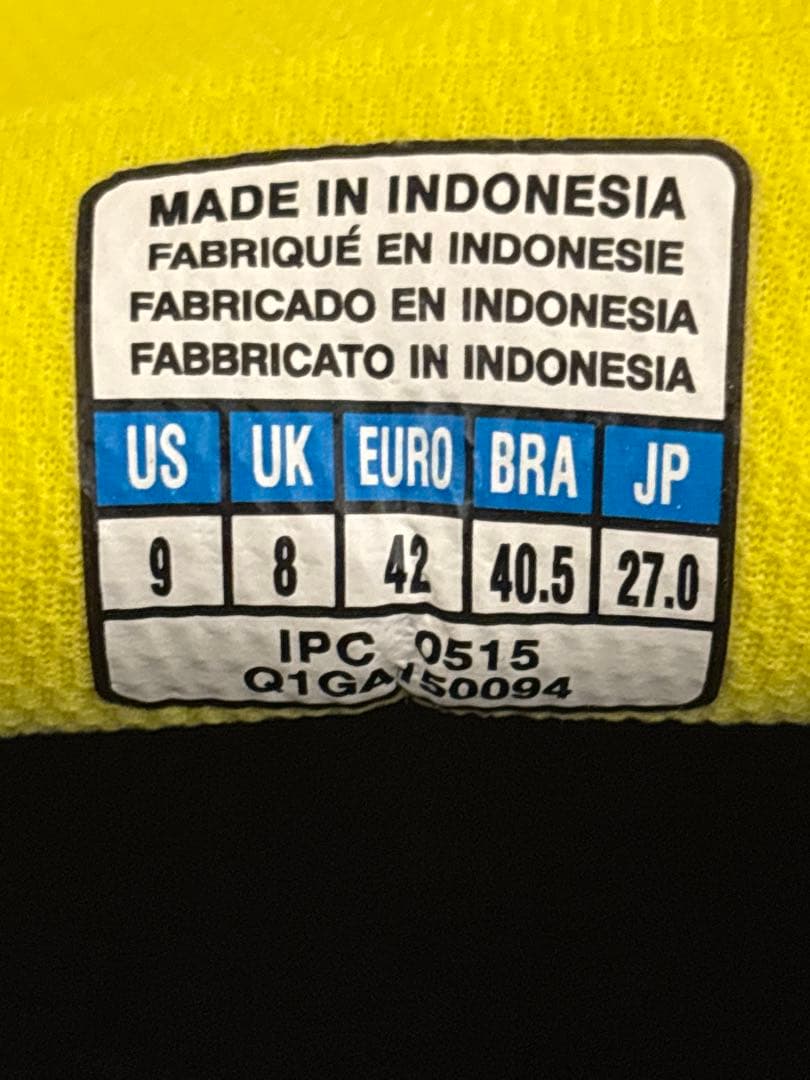 MADE IN INDONESIA
FABRIQUÉ EN INDONESIE
FABRICADO EN INDONESIA
FABBRICATO IN INDONESIA
US UK EURO BRA JP
9 8 42 40.5 27.0
IPC 0515